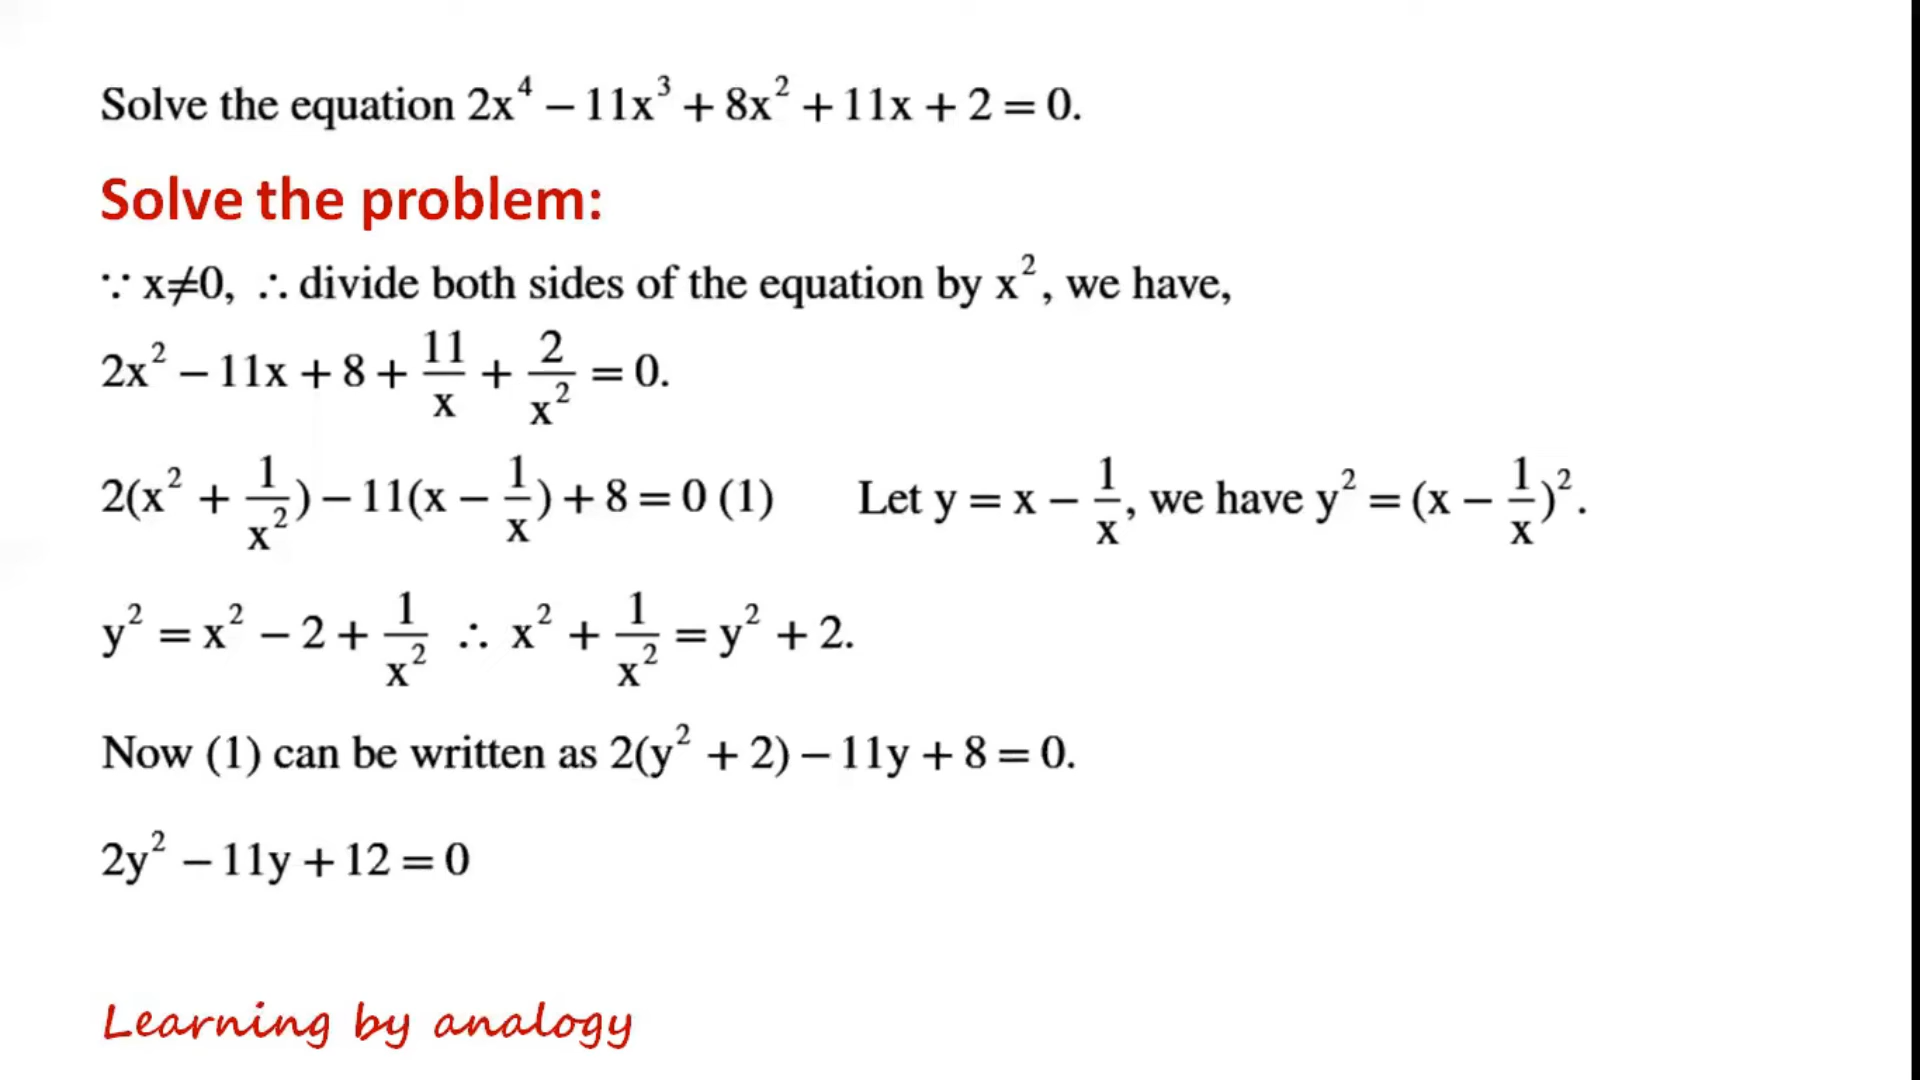 Solve the equation 2x⁴ − 11x³ + 8x² + 11x + 2 = 0.
Solve the problem:
∵ x≠0, ∴ divide both sides of the equation by x², we have,
2x² − 11x + 8 + 11/x + 2/x² = 0.
2(x² + 1/x²) − 11(x − 1/x) + 8 = 0 (1) Let y = x − 1/x, we have y² = (x − 1/x)².
y² = x² − 2 + 1/x² ∴ x² + 1/x² = y² + 2.
Now (1) can be written as 2(y² + 2) − 11y + 8 = 0.
2y² − 11y + 12 = 0
Learning by analogy